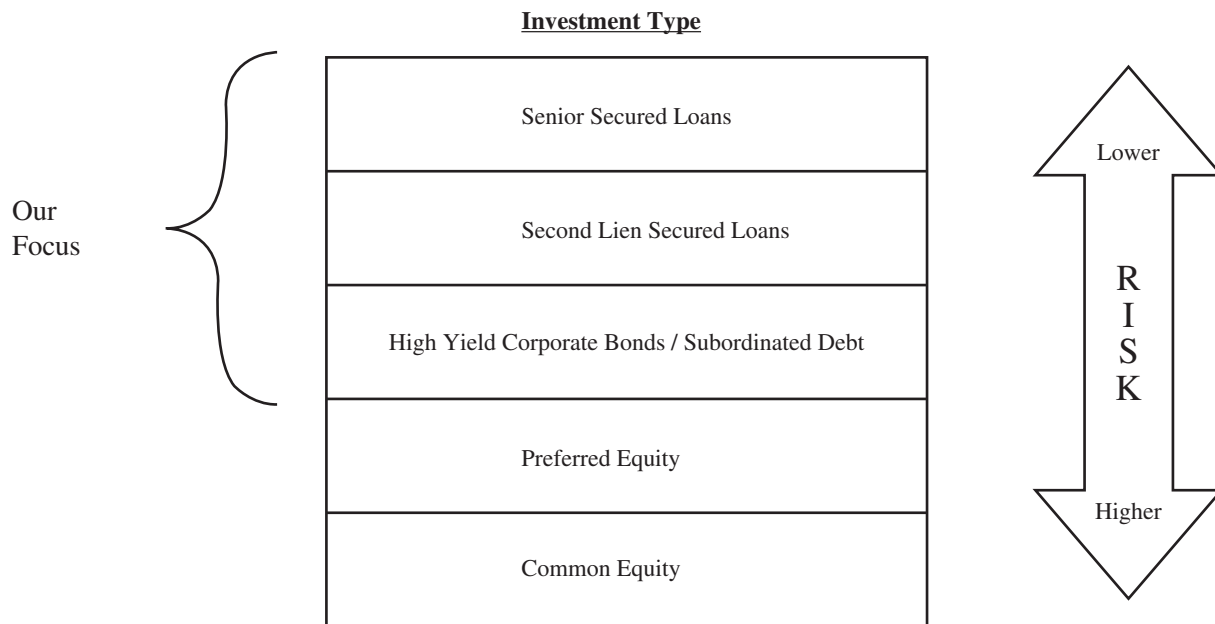 Investment Type
Senior Secured Loans
Lower
Our
Focus
Second Lien Secured Loans
R
I
S
K
High Yield Corporate Bonds / Subordinated Debt
Preferred Equity
Higher
Common Equity